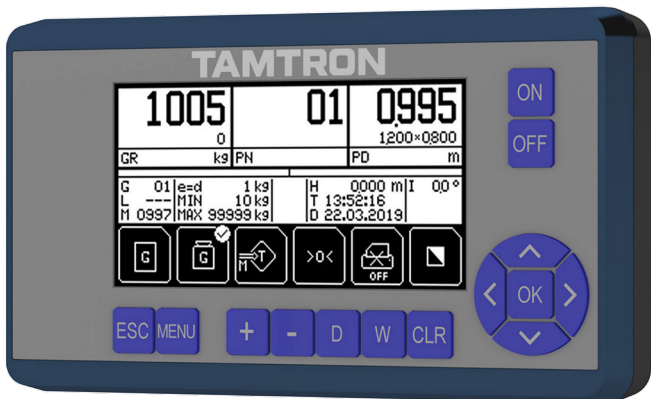 TAMTRON
1005 01 0,995
0 1,200×0,800
GR kg PN PD m
G 01 e=d 1 kg H 0,000 m I 0,0 °
L --- MIN 10 kg T 13:52:16
M 0997 MAX 99999 kg D 22.03.2019
G G M T >0< OFF
ON
OFF
OK
ESC MENU + - D W CLR